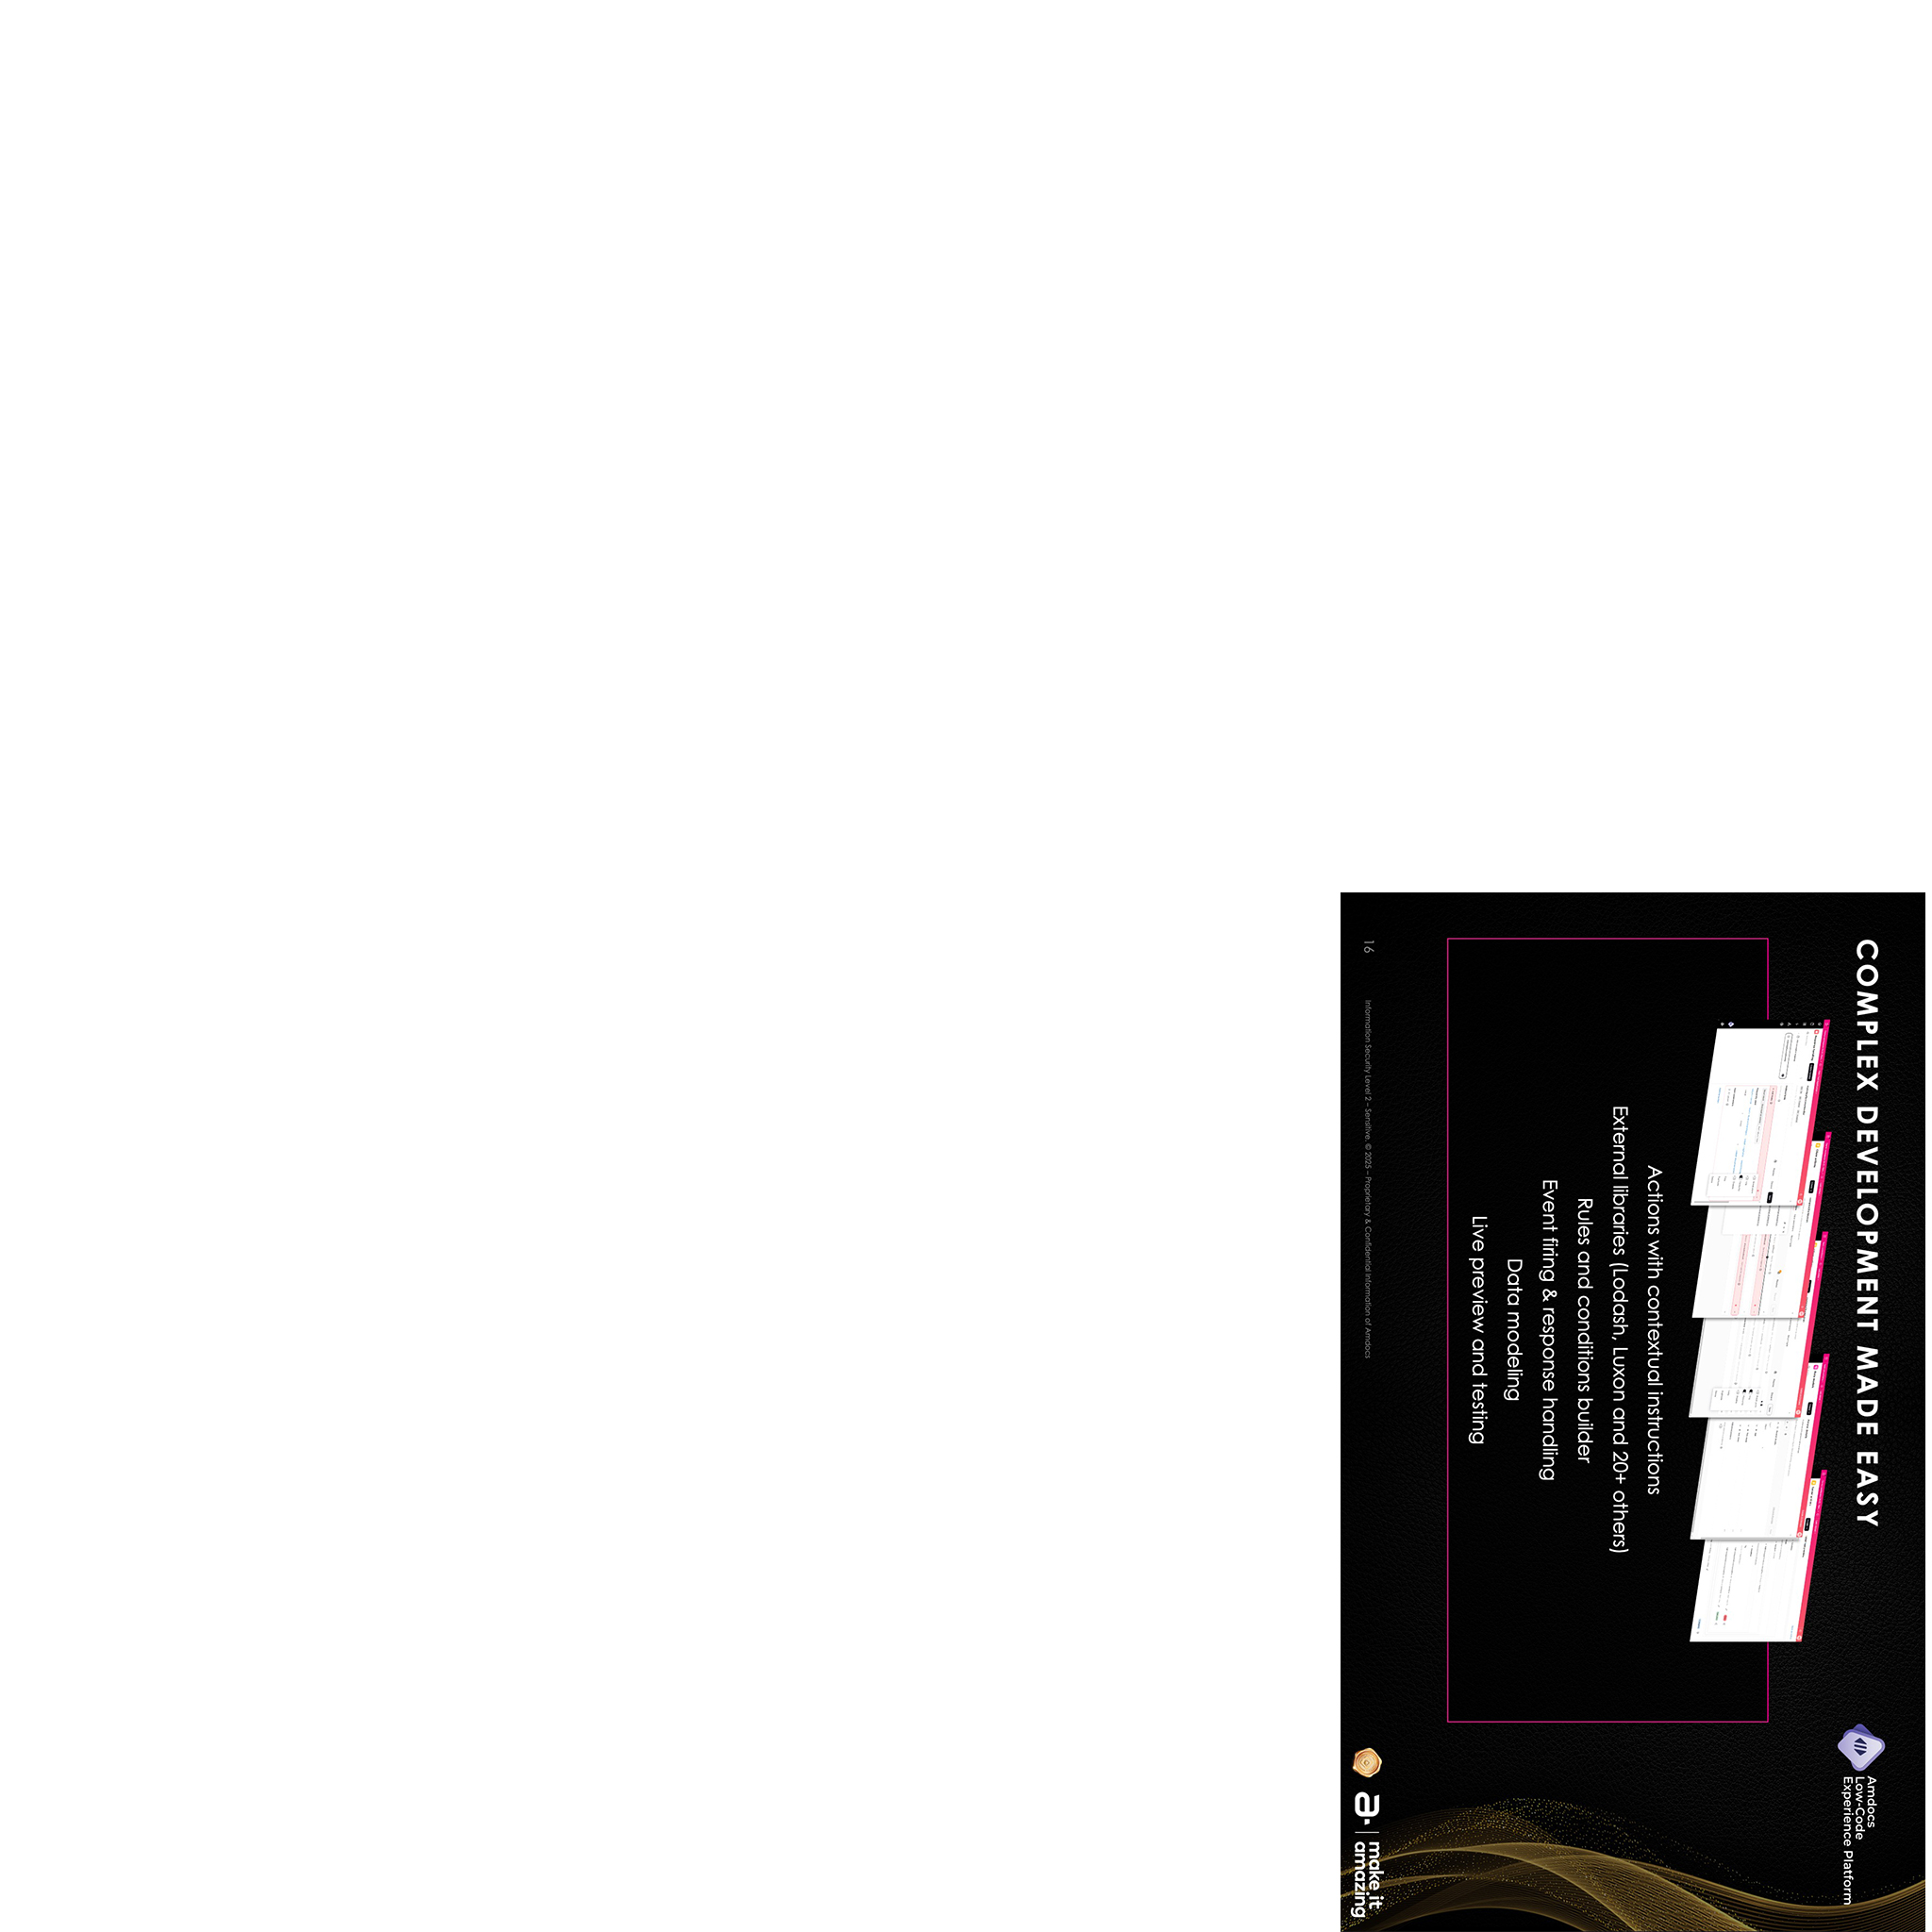 COMPLEX DEVELOPMENT MADE EASY
Amdocs
Low-Code
Experience Platform
Actions with contextual instructions
External libraries (Lodash, Luxon and 20+ others)
Rules and conditions builder
Event firing & response handling
Data modeling
Live preview and testing
16
Information Security Level 2 – Sensitive. © 2025 – Proprietary & Confidential Information of Amdocs
a.
make it
amazing